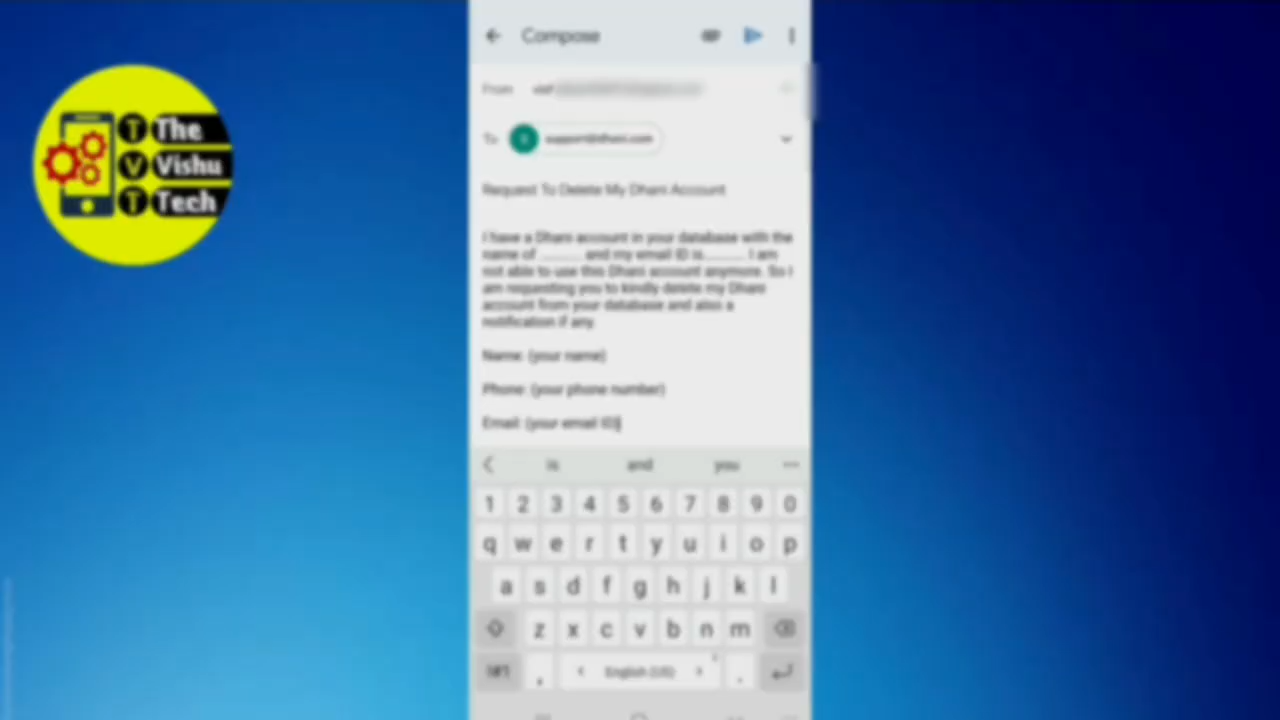 Compose
From
To support@dhani.com
Request To Delete My Dhani Account
I have a Dhani account in your database with the
name of ........... and my email ID is........... I am
not able to use this Dhani account anymore. So I
am requesting you to kindly delete my Dhani
account from your database and also a
notification if any.
Name: (your name)
Phone: (your phone number)
Email: (your email ID)
T The
V Vishu
T Tech
is and you
1 2 3 4 5 6 7 8 9 0
q w e r t y u i o p
a s d f g h j k l
z x c v b n m
!#1 , English (US) .